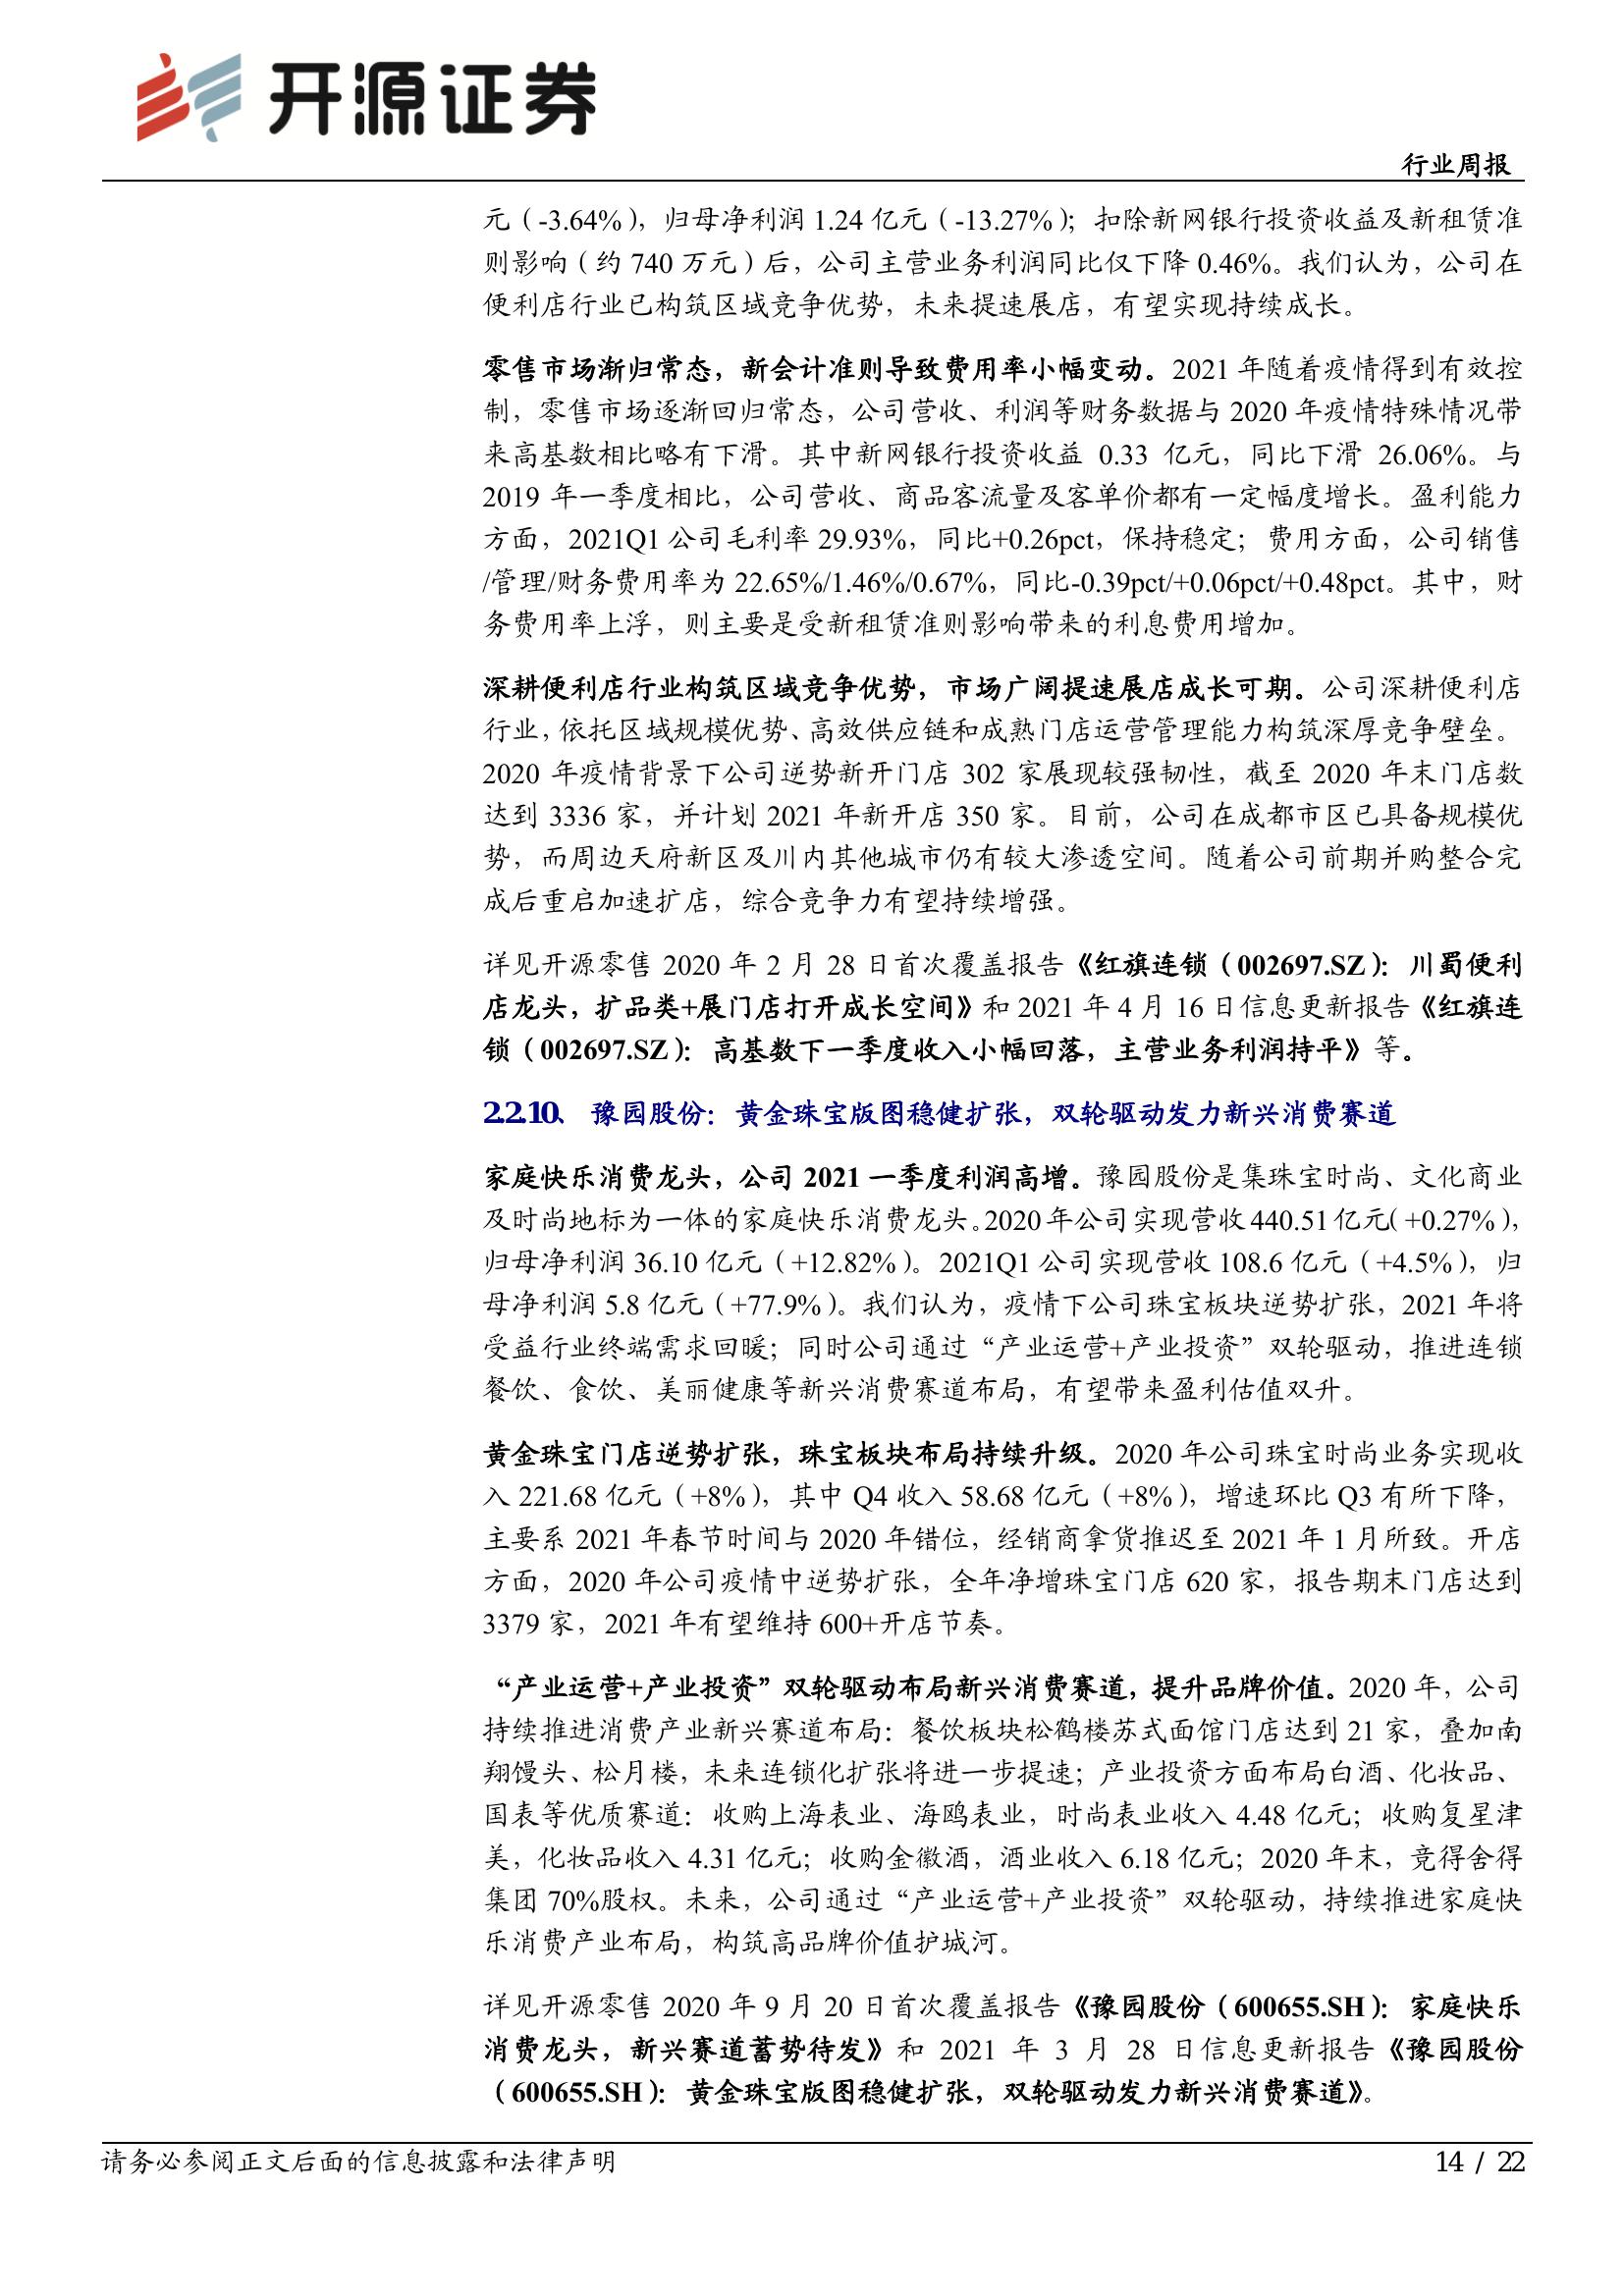 开源证券
行业周报
元（-3.64%），归母净利润 1.24 亿元（-13.27%）；扣除新网银行投资收益及新租赁准
则影响（约 740 万元）后，公司主营业务利润同比仅下降 0.46%。我们认为，公司在
便利店行业已构筑区域竞争优势，未来提速展店，有望实现持续成长。
零售市场渐归常态，新会计准则导致费用率小幅变动。2021 年随着疫情得到有效控
制，零售市场逐渐回归常态，公司营收、利润等财务数据与 2020 年疫情特殊情况带
来高基数相比略有下滑。其中新网银行投资收益 0.33 亿元，同比下滑 26.06%。与
2019 年一季度相比，公司营收、商品客流量及客单价都有一定幅度增长。盈利能力
方面，2021Q1 公司毛利率 29.93%，同比+0.26pct，保持稳定；费用方面，公司销售
/管理/财务费用率为 22.65%/1.46%/0.67%，同比-0.39pct/+0.06pct/+0.48pct。其中，财
务费用率上浮，则主要是受新租赁准则影响带来的利息费用增加。
深耕便利店行业构筑区域竞争优势，市场广阔提速展店成长可期。公司深耕便利店
行业，依托区域规模优势、高效供应链和成熟门店运营管理能力构筑深厚竞争壁垒。
2020 年疫情背景下公司逆势新开门店 302 家展现较强韧性，截至 2020 年末门店数
达到 3336 家，并计划 2021 年新开店 350 家。目前，公司在成都市区已具备规模优
势，而周边天府新区及川内其他城市仍有较大渗透空间。随着公司前期并购整合完
成后重启加速扩店，综合竞争力有望持续增强。
详见开源零售 2020 年 2 月 28 日首次覆盖报告《红旗连锁（002697.SZ）：川蜀便利
店龙头，扩品类+展门店打开成长空间》和 2021 年 4 月 16 日信息更新报告《红旗连
锁（002697.SZ）：高基数下一季度收入小幅回落，主营业务利润持平》等。
2.2.10、 豫园股份：黄金珠宝版图稳健扩张，双轮驱动发力新兴消费赛道
家庭快乐消费龙头，公司 2021 一季度利润高增。豫园股份是集珠宝时尚、文化商业
及时尚地标为一体的家庭快乐消费龙头。2020 年公司实现营收 440.51 亿元（+0.27%），
归母净利润 36.10 亿元（+12.82%）。2021Q1 公司实现营收 108.6 亿元（+4.5%），归
母净利润 5.8 亿元（+77.9%）。我们认为，疫情下公司珠宝板块逆势扩张，2021 年将
受益行业终端需求回暖；同时公司通过“产业运营+产业投资”双轮驱动，推进连锁
餐饮、食饮、美丽健康等新兴消费赛道布局，有望带来盈利估值双升。
黄金珠宝门店逆势扩张，珠宝板块布局持续升级。2020 年公司珠宝时尚业务实现收
入 221.68 亿元（+8%），其中 Q4 收入 58.68 亿元（+8%），增速环比 Q3 有所下降，
主要系 2021 年春节时间与 2020 年错位，经销商拿货推迟至 2021 年 1 月所致。开店
方面，2020 年公司疫情中逆势扩张，全年净增珠宝门店 620 家，报告期末门店达到
3379 家，2021 年有望维持 600+开店节奏。
“产业运营+产业投资”双轮驱动布局新兴消费赛道，提升品牌价值。2020 年，公司
持续推进消费产业新兴赛道布局：餐饮板块松鹤楼苏式面馆门店达到 21 家，叠加南
翔馒头、松月楼，未来连锁化扩张将进一步提速；产业投资方面布局白酒、化妆品、
国表等优质赛道：收购上海表业、海鸥表业，时尚表业收入 4.48 亿元；收购复星津
美，化妆品收入 4.31 亿元；收购金徽酒，酒业收入 6.18 亿元；2020 年末，竞得舍得
集团 70%股权。未来，公司通过“产业运营+产业投资”双轮驱动，持续推进家庭快
乐消费产业布局，构筑高品牌价值护城河。
详见开源零售 2020 年 9 月 20 日首次覆盖报告《豫园股份（600655.SH）：家庭快乐
消费龙头，新兴赛道蓄势待发》和 2021 年 3 月 28 日信息更新报告《豫园股份
（600655.SH）：黄金珠宝版图稳健扩张，双轮驱动发力新兴消费赛道》。
请务必参阅正文后面的信息披露和法律声明
14 / 22